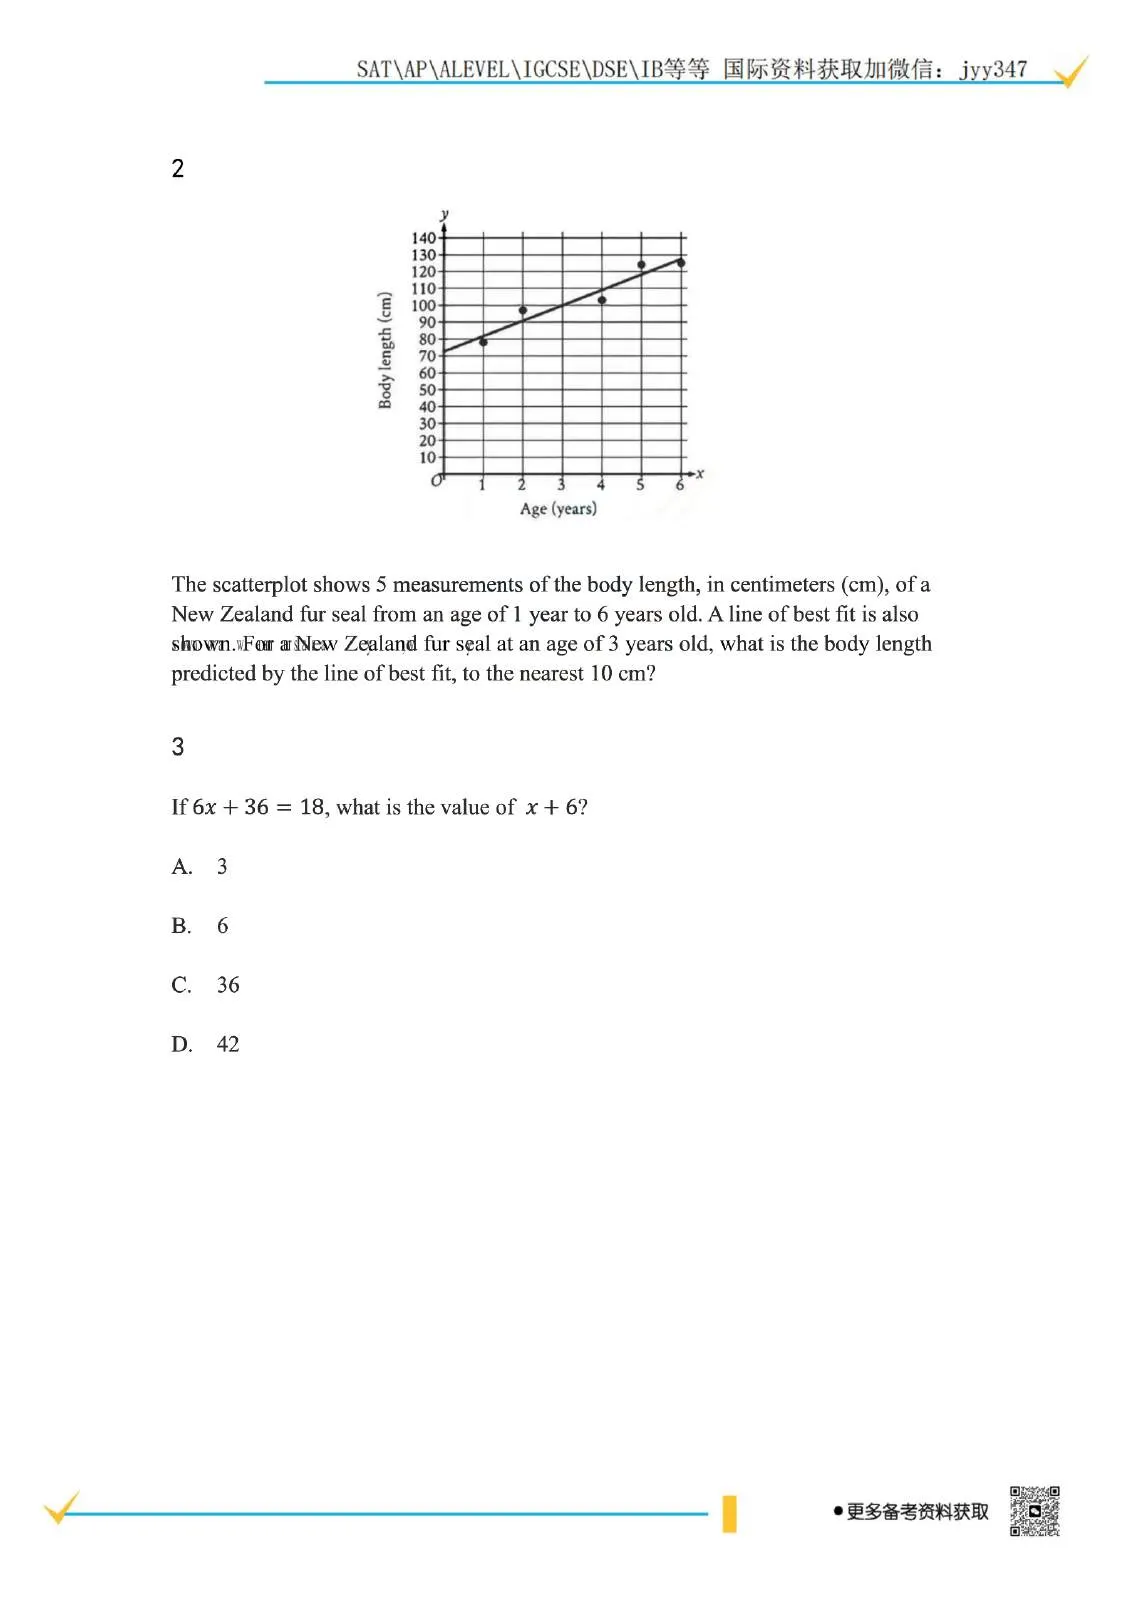 SAT\AP\ALEVEL\IGCSE\DSE\IB等等 国际资料获取加微信: jyy347
2
y
140
130
120
110
100
90
80
70
60
50
40
30
20
10
O
1 2 3 4 5 6
x
Body length (cm)
Age (years)
The scatterplot shows 5 measurements of the body length, in centimeters (cm), of a
New Zealand fur seal from an age of 1 year to 6 years old. A line of best fit is also
shown. For a New Zealand fur seal at an age of 3 years old, what is the body length
predicted by the line of best fit, to the nearest 10 cm?
3
If 6x + 36 = 18, what is the value of x + 6?
A. 3
B. 6
C. 36
D. 42
●更多备考资料获取